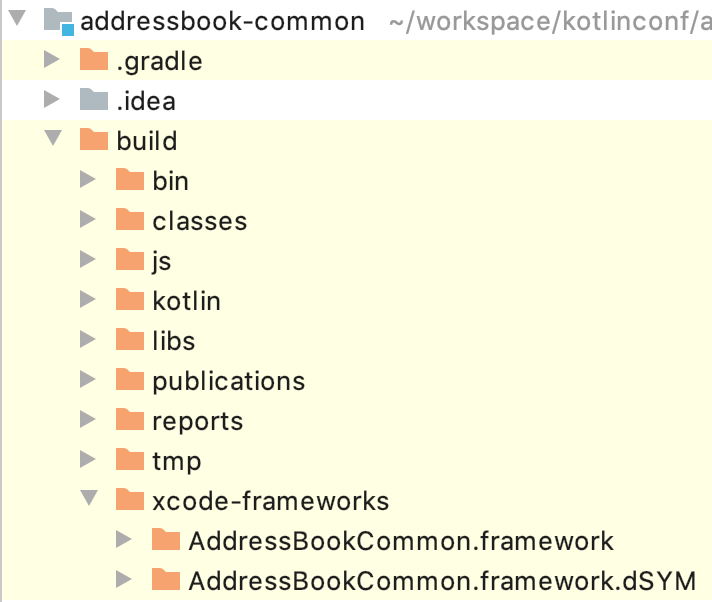 addressbook-common ~/workspace/kotlinconf/a
.gradle
.idea
build
bin
classes
js
kotlin
libs
publications
reports
tmp
xcode-frameworks
AddressBookCommon.framework
AddressBookCommon.framework.dSYM